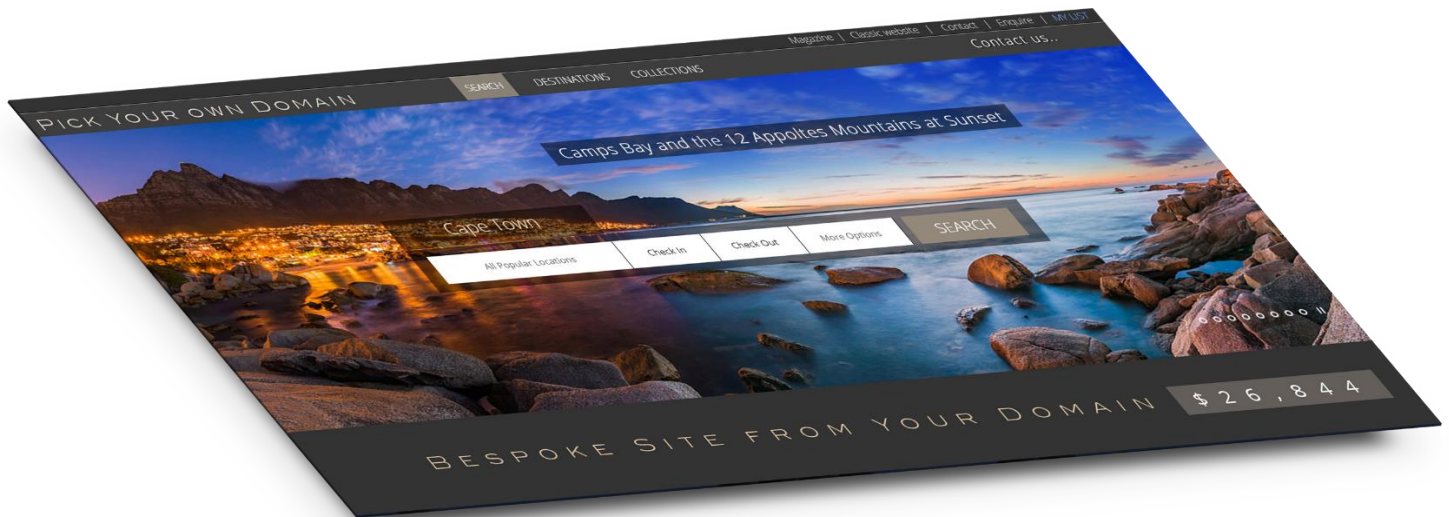 Magazine | Classic website | Contact | Enquire | MY LIST
PICK YOUR OWN DOMAIN
SEARCH DESTINATIONS COLLECTIONS
Contact us..
Camps Bay and the 12 Appoltes Mountains at Sunset
Cape Town
All Popular Locations Check In Check Out More Options SEARCH
BESPOKE SITE FROM YOUR DOMAIN $26,844